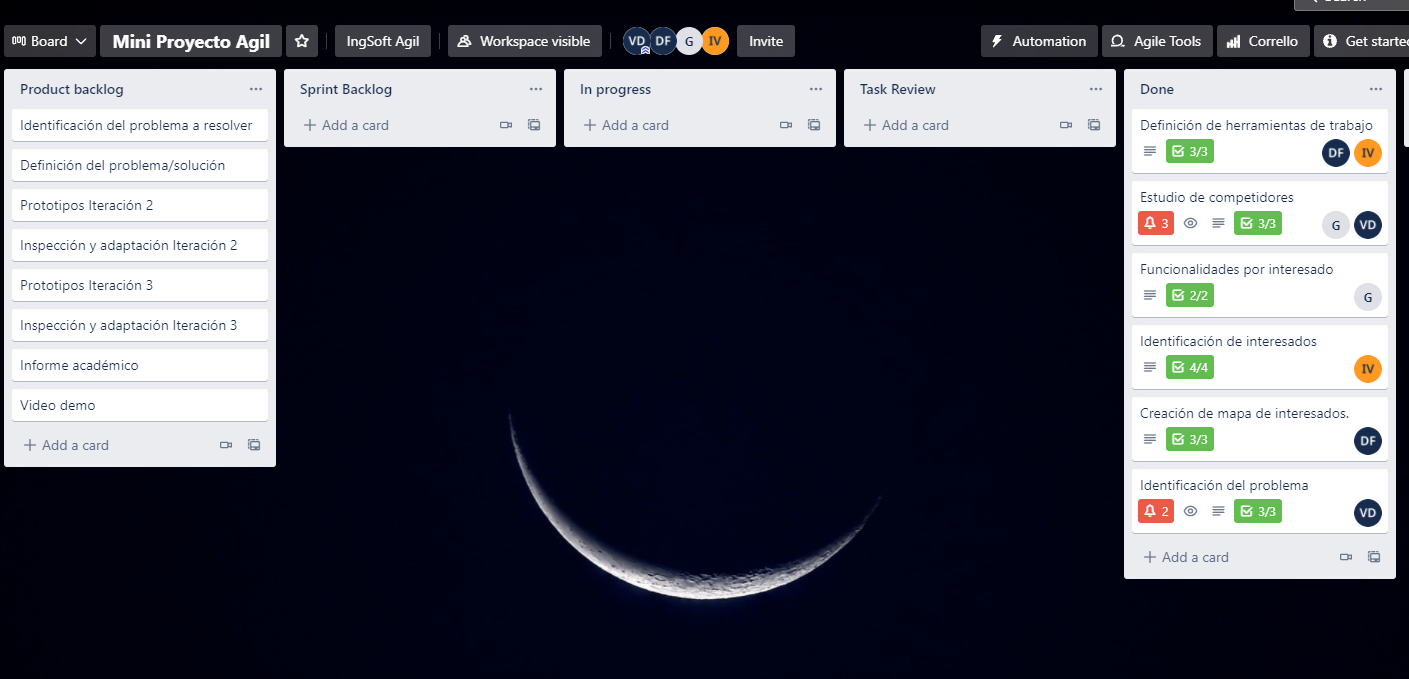 Board
Mini Proyecto Agil
IngSoft Agil
Workspace visible
VD DF G IV
Invite
Automation
Agile Tools
Corrello
Get starte
Product backlog
Identificación del problema a resolver
Definición del problema/solución
Prototipos Iteración 2
Inspección y adaptación Iteración 2
Prototipos Iteración 3
Inspección y adaptación Iteración 3
Informe académico
Video demo
Add a card
Sprint Backlog
Add a card
In progress
Add a card
Task Review
Add a card
Done
Definición de herramientas de trabajo
3/3 DF IV
Estudio de competidores
3 3/3 G VD
Funcionalidades por interesado
2/2 G
Identificación de interesados
4/4 IV
Creación de mapa de interesados.
3/3 DF
Identificación del problema
2 3/3 VD
Add a card